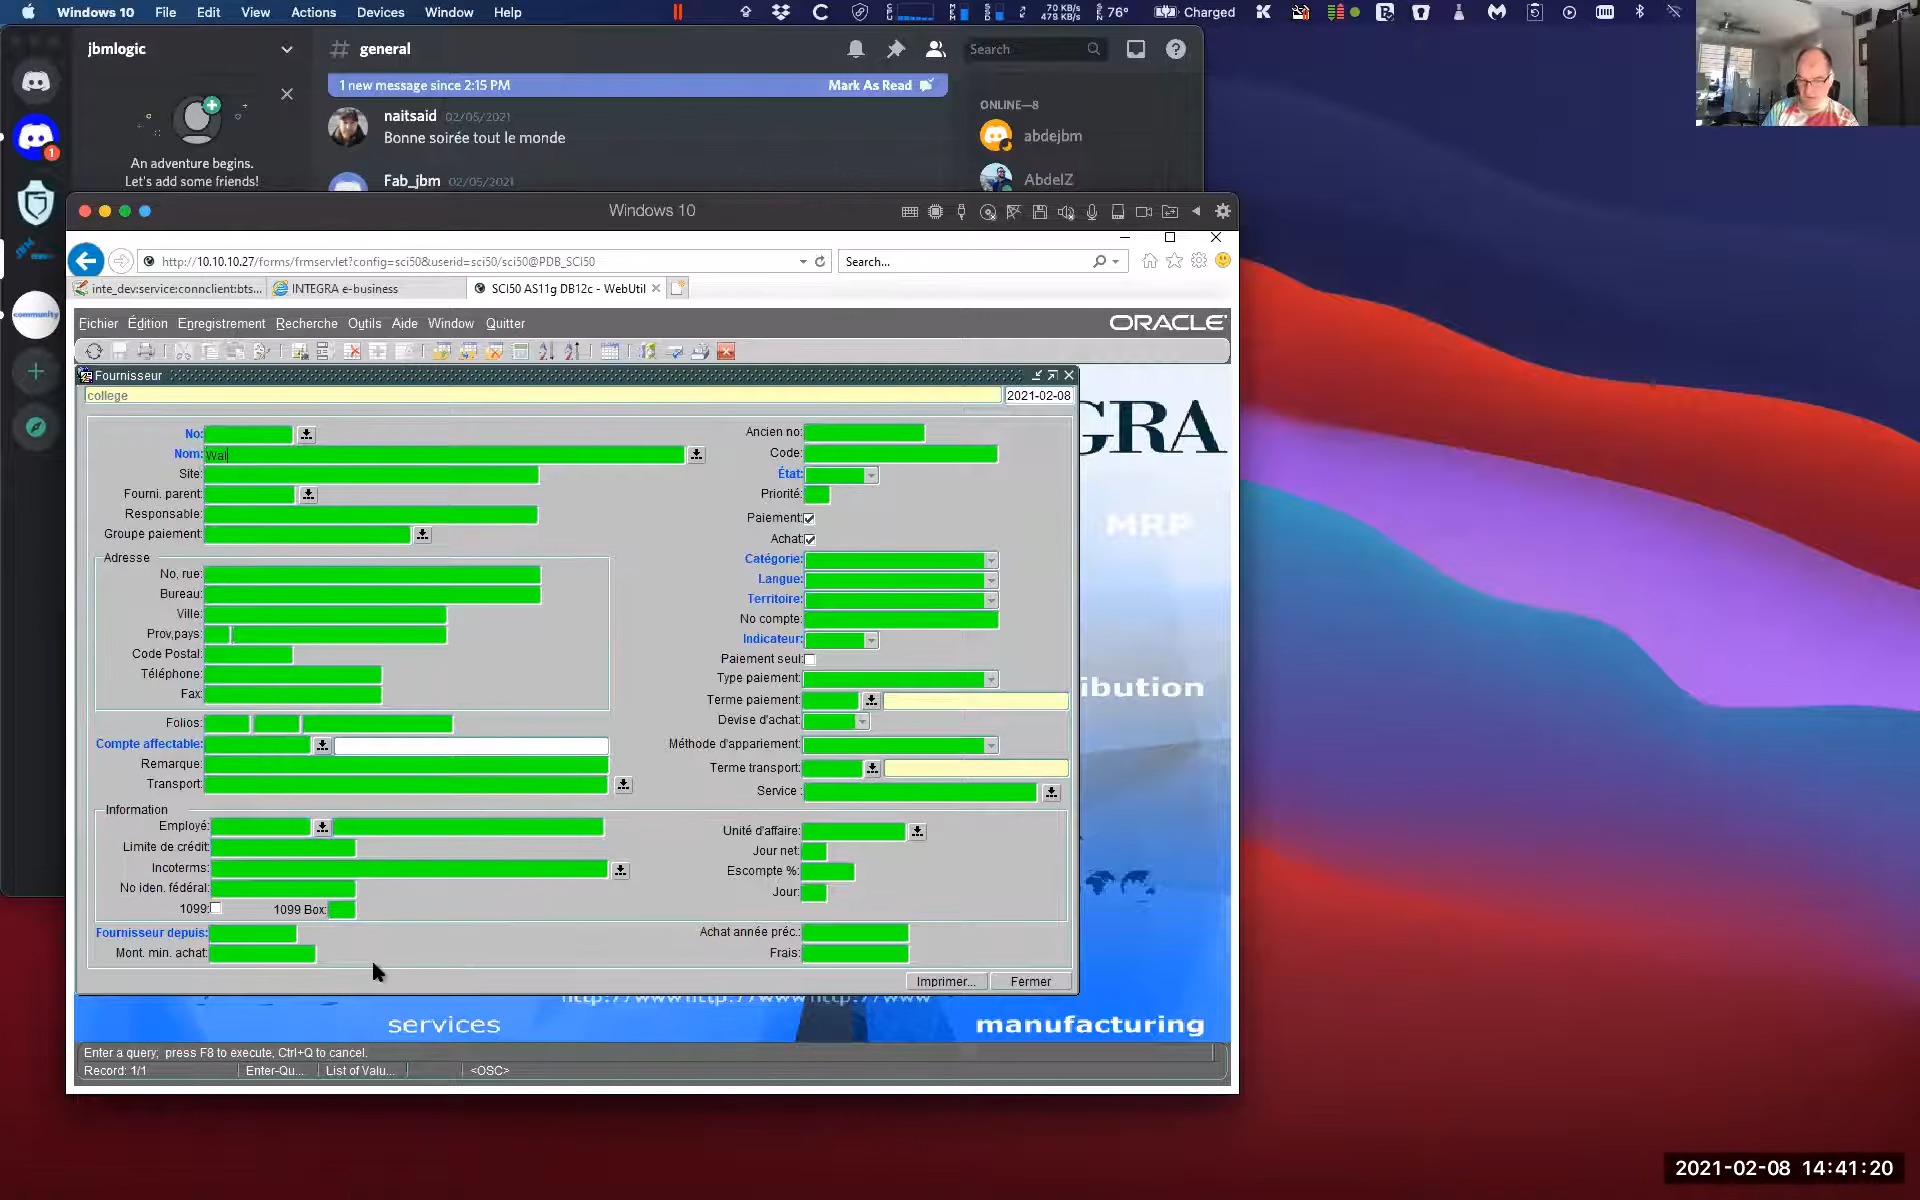 Windows 10 File Edit View Actions Devices Window Help
70 KB/s
479 KB/s
76° Charged
jbmlogic
# general
Search
1 new message since 2:15 PM Mark As Read
naitsaid 02/05/2021
Bonne soirée tout le monde
Fab_jbm 02/05/2021
An adventure begins.
Let's add some friends!
ONLINE—8
abdejbm
AbdelZ
1
community
Windows 10
http://10.10.10.27/forms/frmservlet?config=sci50&userid=sci50/sci50@PDB_SCI50
Search...
inte_dev:service:connclient:bts...
INTEGRA e-business
SCI50 AS11g DB12c - WebUtil
Fichier Édition Enregistrement Recherche Outils Aide Window Quitter
ORACLE
Fournisseur
college
2021-02-08
No:
Nom: Wal
Site:
Fourni. parent:
Responsable:
Groupe paiement:
Adresse
No, rue:
Bureau:
Ville:
Prov,pays:
Code Postal:
Téléphone:
Fax:
Folios:
Compte affectable:
Remarque:
Transport:
Information
Employé:
Limite de crédit:
Incoterms:
No iden. fédéral:
1099: 1099 Box:
Fournisseur depuis:
Mont. min. achat:
Ancien no:
Code:
État:
Priorité:
Paiement:
Achat:
Catégorie:
Langue:
Territoire:
No compte:
Indicateur:
Paiement seul:
Type paiement:
Terme paiement:
Devise d'achat:
Méthode d'appariement:
Terme transport:
Service :
Unité d'affaire:
Jour net:
Escompte %:
Jour:
Achat année préc.:
Frais:
Imprimer...
Fermer
GRA
MRP
ibution
http://www http://www http://www
services
manufacturing
Enter a query; press F8 to execute, Ctrl+Q to cancel.
Record: 1/1 Enter-Qu... List of Valu... <OSC>
2021-02-08 14:41:20